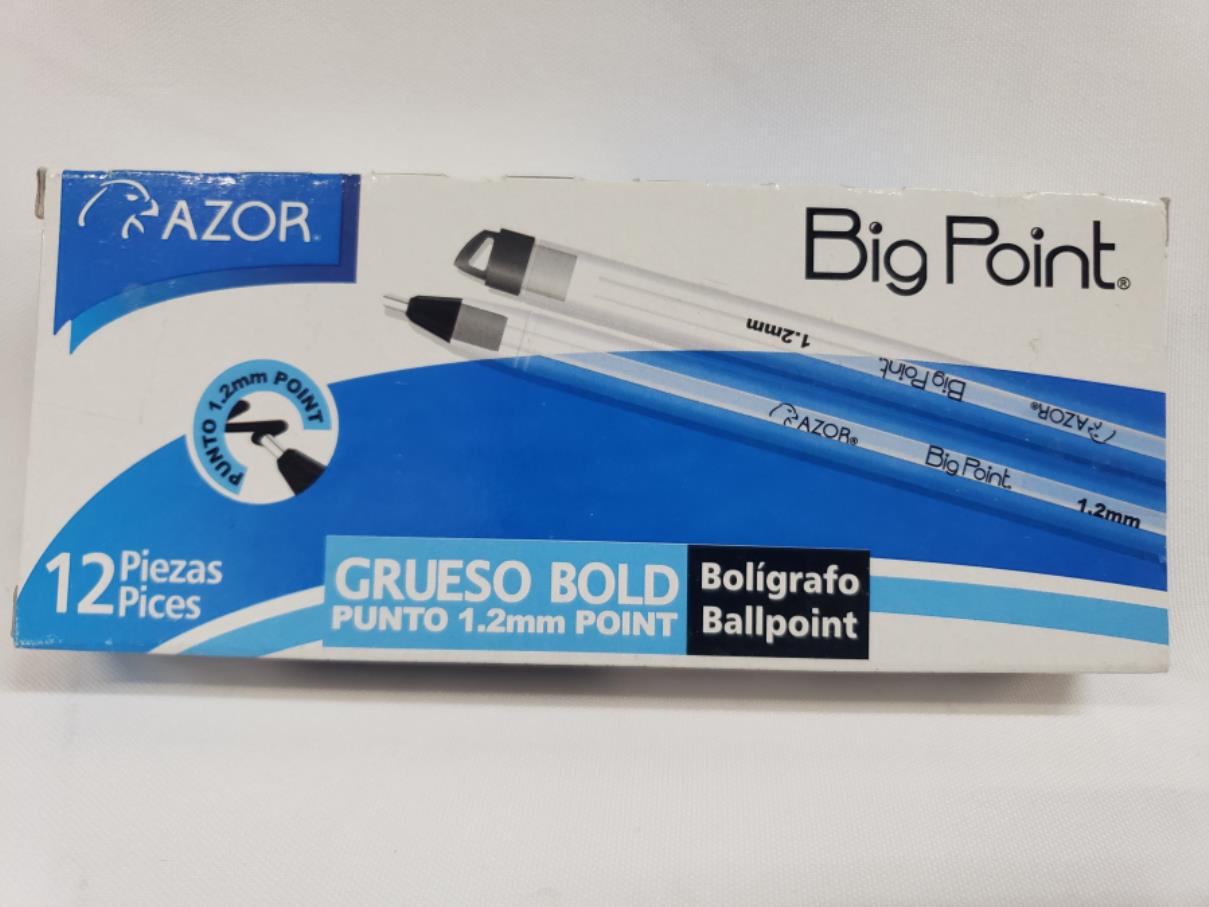 AZOR
Big Point®
1.2mm
Big Point
AZOR®
AZOR®
Big Point
1.2mm
PUNTO 1.2mm POINT
12 Piezas
Pices
GRUESO BOLD
PUNTO 1.2mm POINT
Bolígrafo
Ballpoint